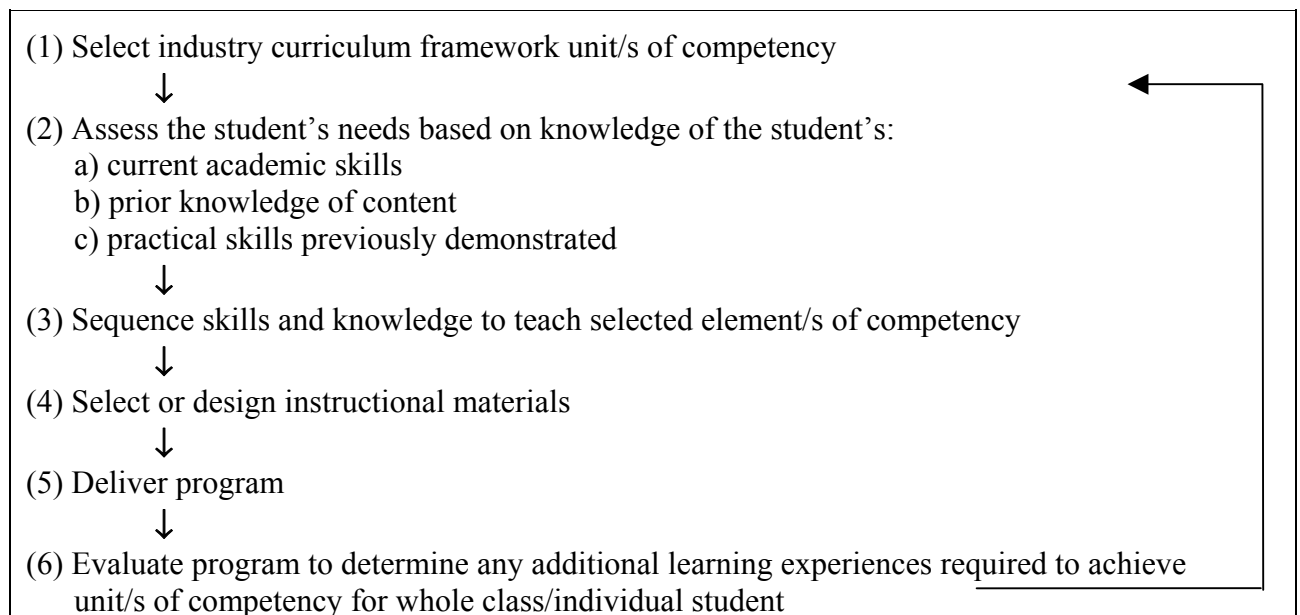 (1) Select industry curriculum framework unit/s of competency
↓
(2) Assess the student’s needs based on knowledge of the student’s:
a) current academic skills
b) prior knowledge of content
c) practical skills previously demonstrated
↓
(3) Sequence skills and knowledge to teach selected element/s of competency
↓
(4) Select or design instructional materials
↓
(5) Deliver program
↓
(6) Evaluate program to determine any additional learning experiences required to achieve
unit/s of competency for whole class/individual student